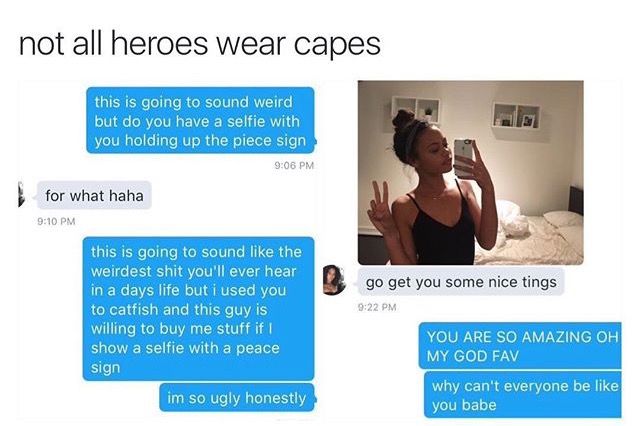 not all heroes wear capes
this is going to sound weird
but do you have a selfie with
you holding up the piece sign
9:06 PM
for what haha
9:10 PM
this is going to sound like the
weirdest shit you'll ever hear
in a days life but i used you
to catfish and this guy is
willing to buy me stuff if I
show a selfie with a peace
sign
im so ugly honestly
go get you some nice tings
9:22 PM
YOU ARE SO AMAZING OH
MY GOD FAV
why can't everyone be like
you babe